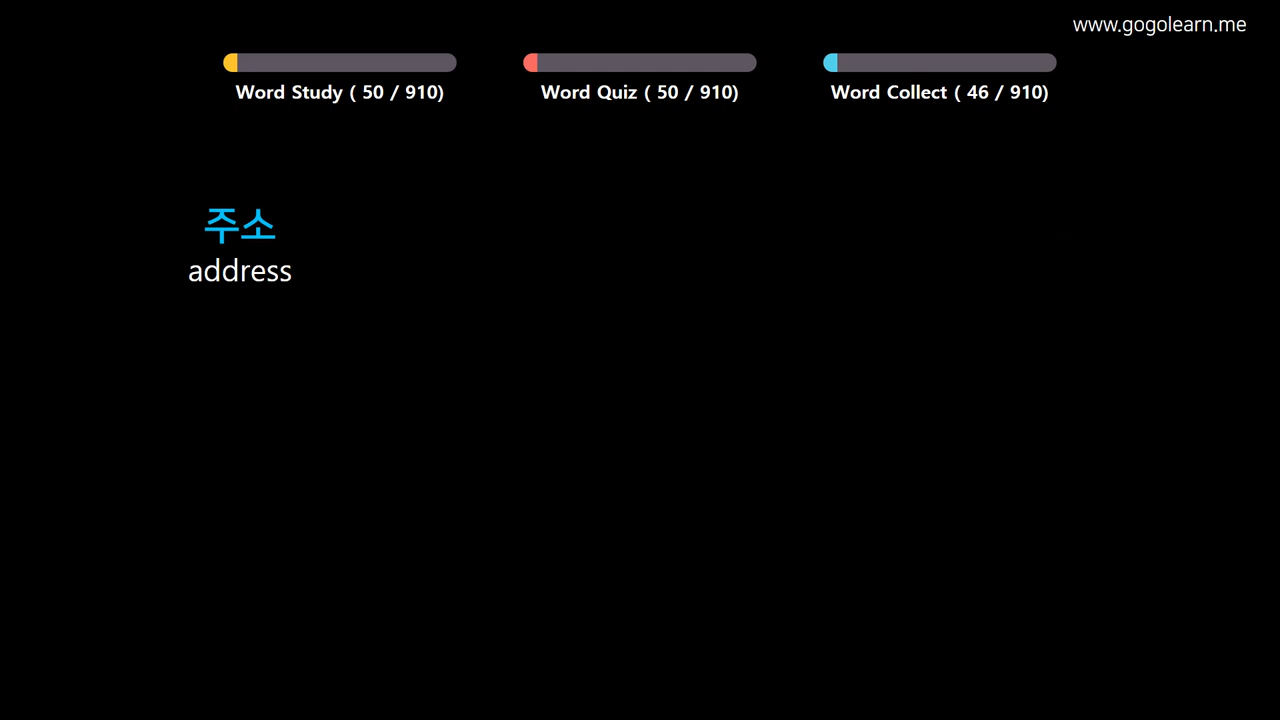 www.gogolearn.me
Word Study ( 50 / 910)
Word Quiz ( 50 / 910)
Word Collect ( 46 / 910)
주소
address